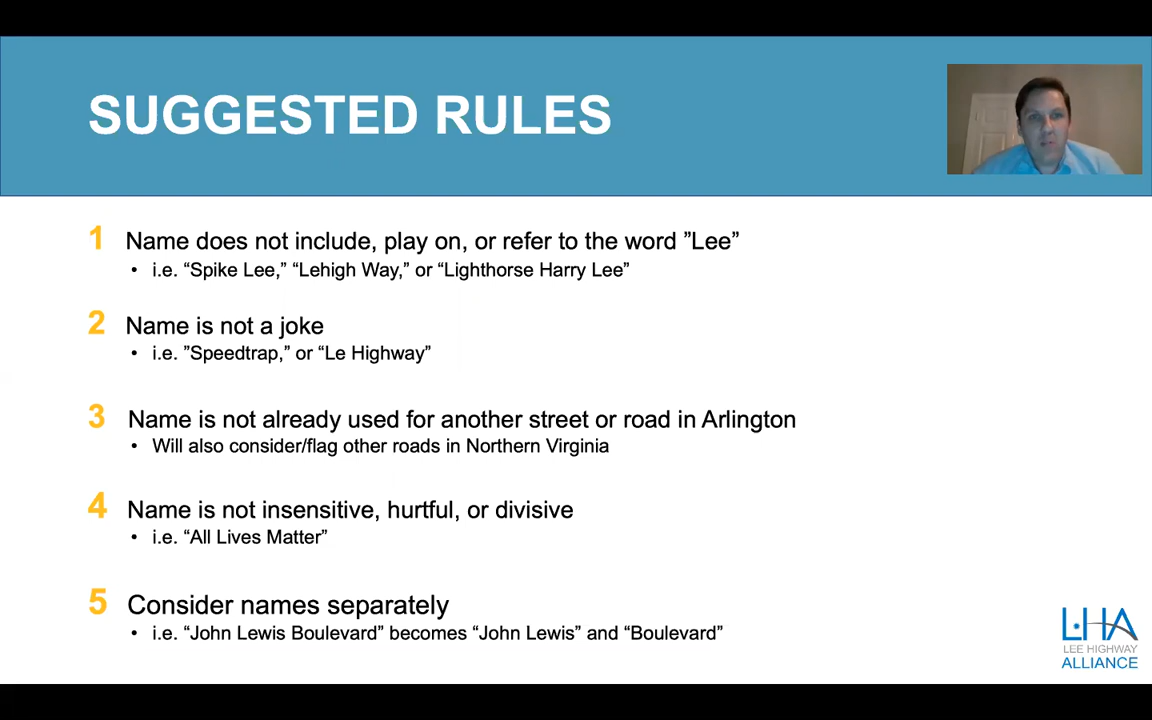 SUGGESTED RULES
1 Name does not include, play on, or refer to the word ”Lee”
• i.e. “Spike Lee,” “Lehigh Way,” or “Lighthorse Harry Lee”
2 Name is not a joke
• i.e. ”Speedtrap,” or “Le Highway”
3 Name is not already used for another street or road in Arlington
• Will also consider/flag other roads in Northern Virginia
4 Name is not insensitive, hurtful, or divisive
• i.e. “All Lives Matter”
5 Consider names separately
• i.e. “John Lewis Boulevard” becomes “John Lewis” and “Boulevard”
LHA
LEE HIGHWAY
ALLIANCE